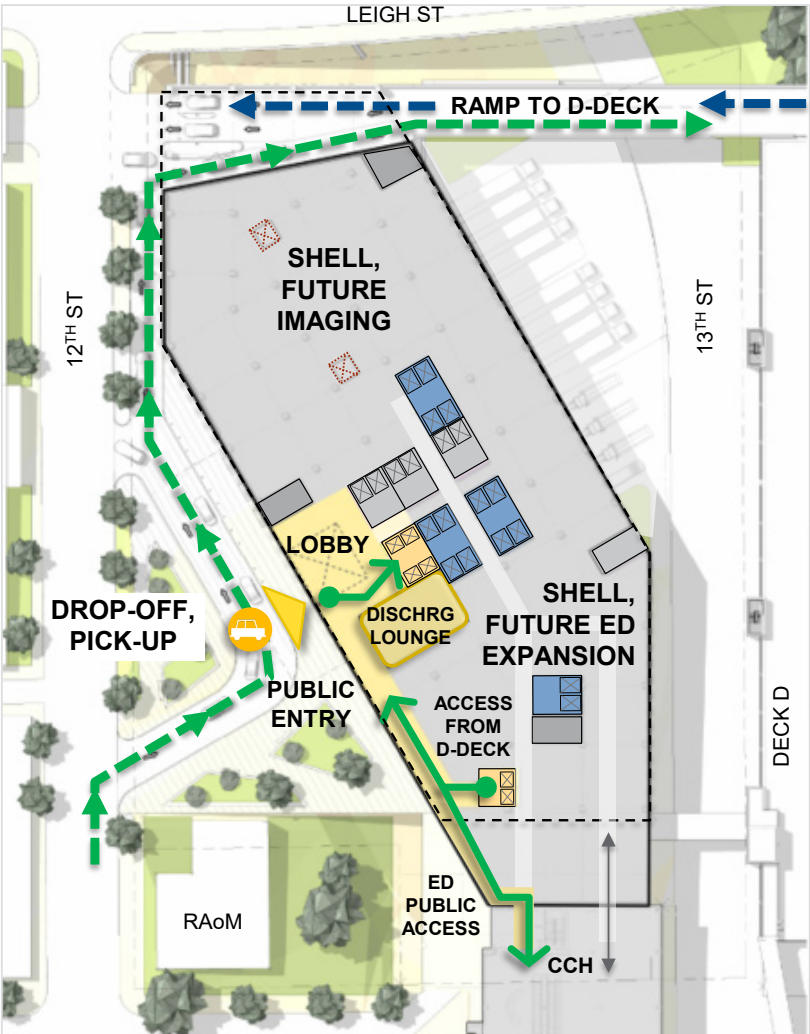 LEIGH ST
RAMP TO D-DECK
SHELL,
FUTURE
IMAGING
12TH ST
13TH ST
LOBBY
DROP-OFF,
PICK-UP
DISCHRG
LOUNGE
SHELL,
FUTURE ED
EXPANSION
PUBLIC
ENTRY
ACCESS
FROM
D-DECK
DECK D
ED
PUBLIC
ACCESS
RAoM
CCH